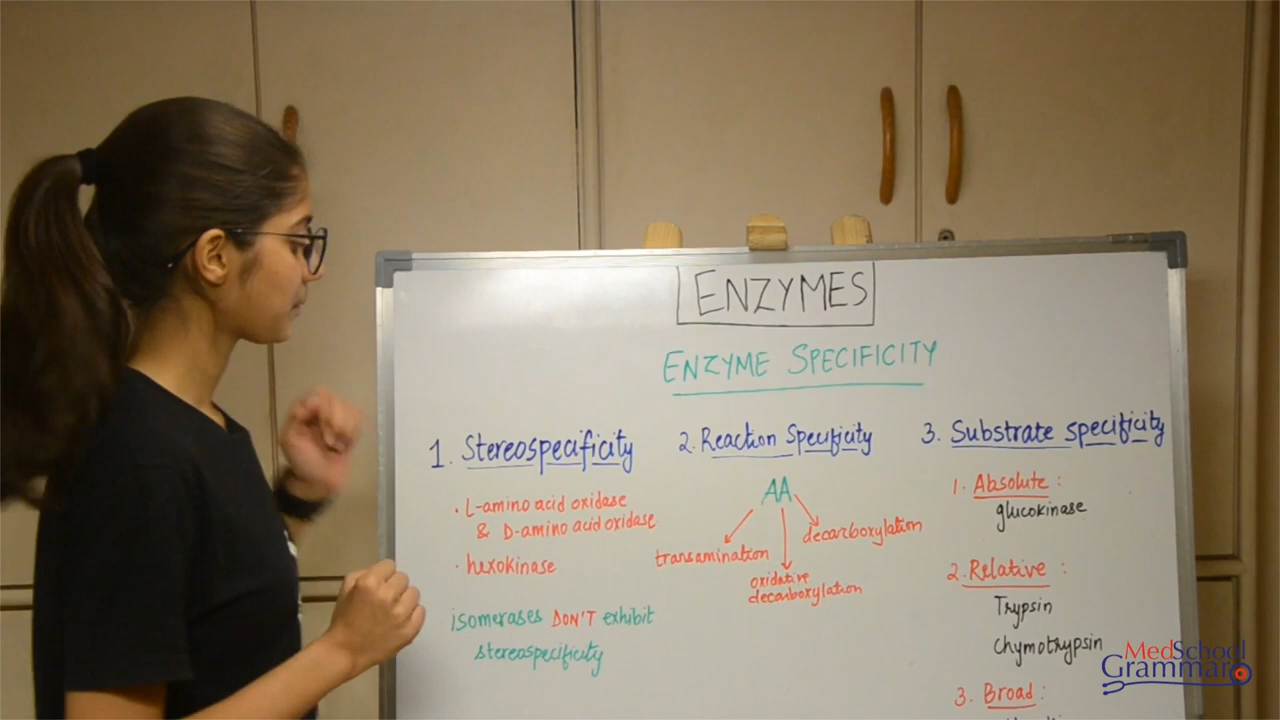 ENZYMES
ENZYME SPECIFICITY
1. Stereospecificity
· L-amino acid oxidase
& D-amino acid oxidase
· hexokinase
isomerases DON'T exhibit
stereospecificity
2. Reaction Specificity
AA
transamination
oxidative
decarboxylation
decarboxylation
3. Substrate specificity
1. Absolute :
glucokinase
2. Relative :
Trypsin
chymotrypsin
3. Broad :
MedSchool
Grammar